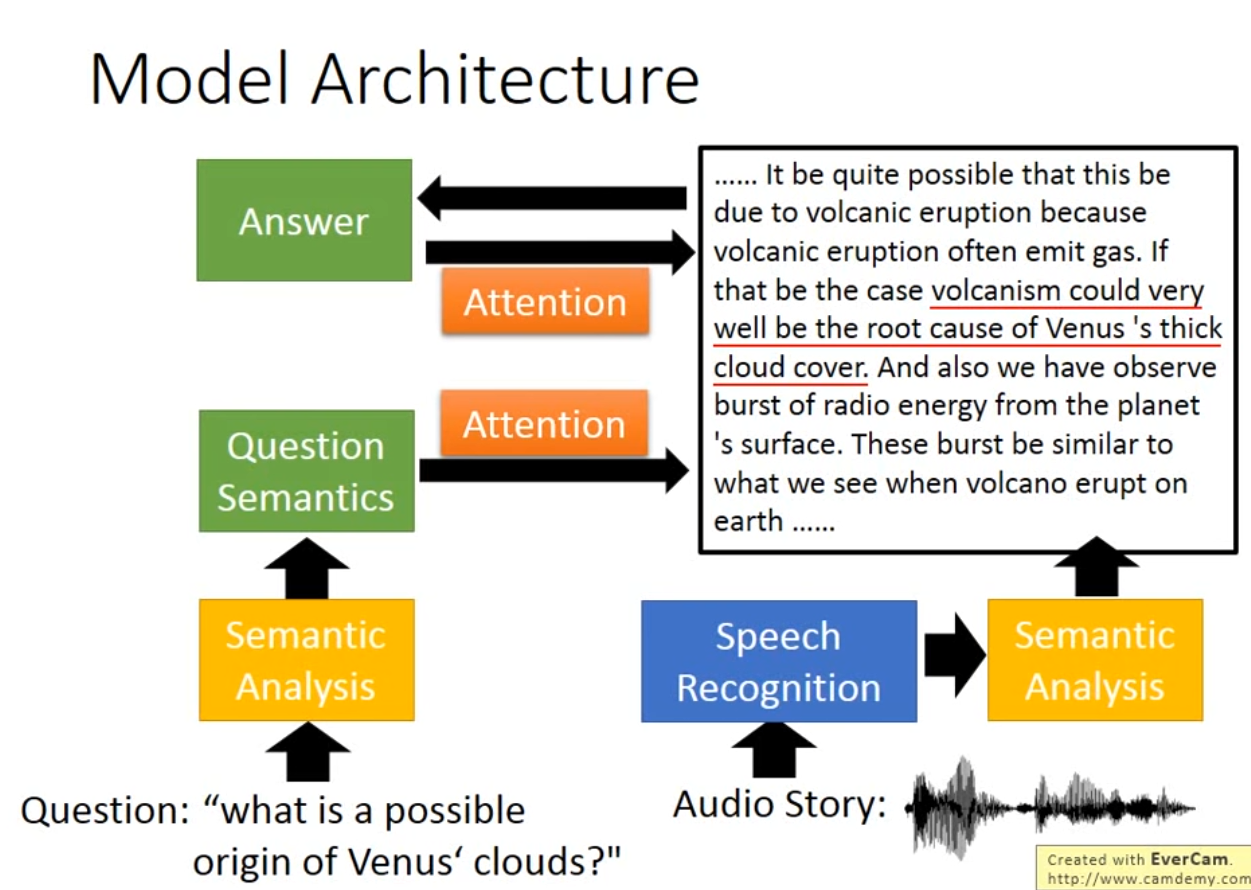 Model Architecture
Answer
Attention
Attention
Question
Semantics
Semantic
Analysis
Question: “what is a possible
origin of Venus‘ clouds?"
...... It be quite possible that this be
due to volcanic eruption because
volcanic eruption often emit gas. If
that be the case volcanism could very
well be the root cause of Venus 's thick
cloud cover. And also we have observe
burst of radio energy from the planet
's surface. These burst be similar to
what we see when volcano erupt on
earth ......
Speech
Recognition
Semantic
Analysis
Audio Story:
Created with EverCam.
http://www.camdemy.com